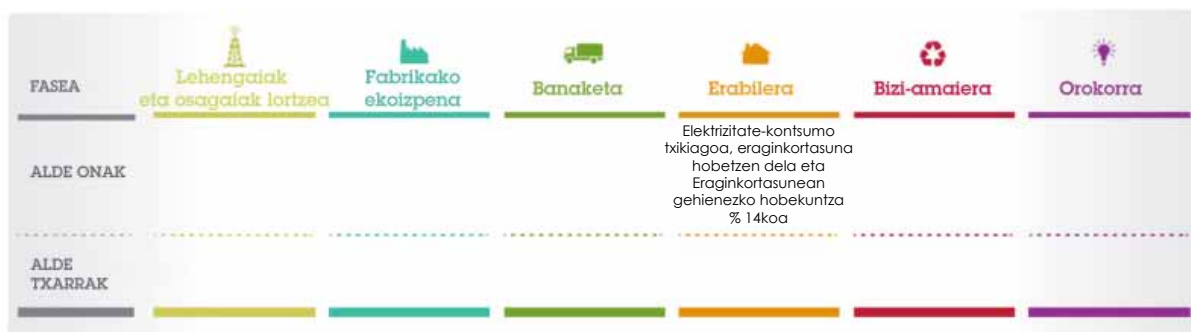 FASEA
Lehengaiak
eta osagaiak lortzea
Fabrikako
ekoizpena
Banaketa
Erabilera
Bizi-amaiera
Orokorra
ALDE ONAK
Elektrizitate-kontsumo
txikiagoa, eraginkortasuna
hobetzen dela eta
Eraginkortasunean
gehienezko hobekuntza
% 14koa
ALDE
TXARRAK